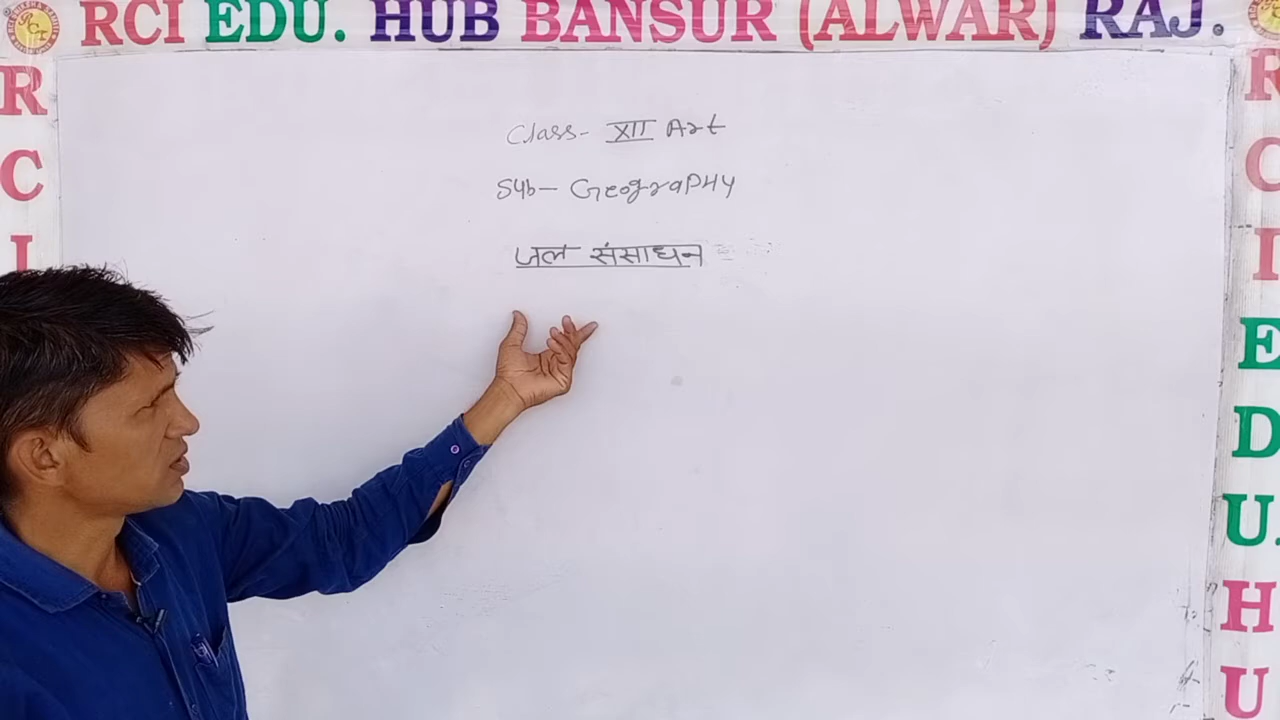 RCI EDU. HUB BANSUR (ALWAR) RAJ.
Class- XII Art
Sub- GeograPHy
जल संसाधन
R
C
I
R
C
I
E
D
U.
H
U